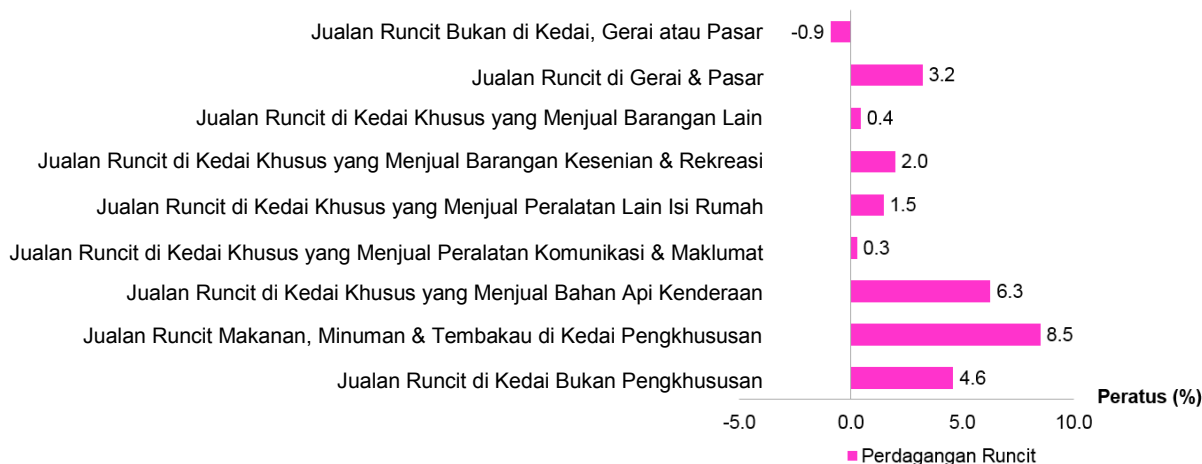 Jualan Runcit Bukan di Kedai, Gerai atau Pasar -0.9
Jualan Runcit di Gerai & Pasar 3.2
Jualan Runcit di Kedai Khusus yang Menjual Barangan Lain 0.4
Jualan Runcit di Kedai Khusus yang Menjual Barangan Kesenian & Rekreasi 2.0
Jualan Runcit di Kedai Khusus yang Menjual Peralatan Lain Isi Rumah 1.5
Jualan Runcit di Kedai Khusus yang Menjual Peralatan Komunikasi & Maklumat 0.3
Jualan Runcit di Kedai Khusus yang Menjual Bahan Api Kenderaan 6.3
Jualan Runcit Makanan, Minuman & Tembakau di Kedai Pengkhususan 8.5
Jualan Runcit di Kedai Bukan Pengkhususan 4.6
Peratus (%)
-5.0 0.0 5.0 10.0
Perdagangan Runcit